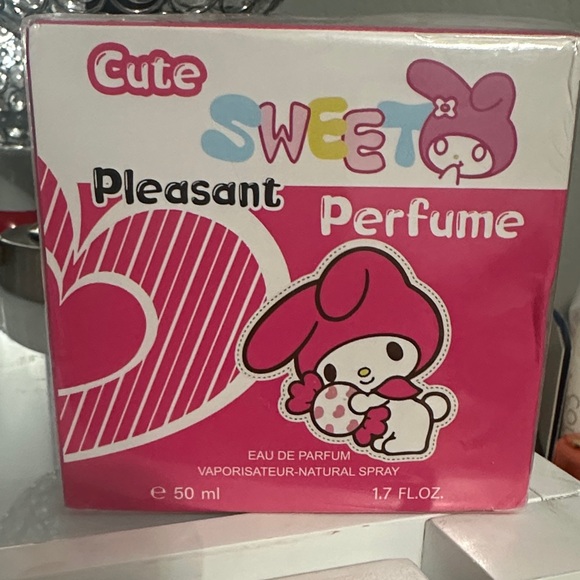 Cute
SWEET
Pleasant
Perfume
EAU DE PARFUM
VAPORISATEUR-NATURAL SPRAY
℮ 50 ml 1.7 FL.OZ.